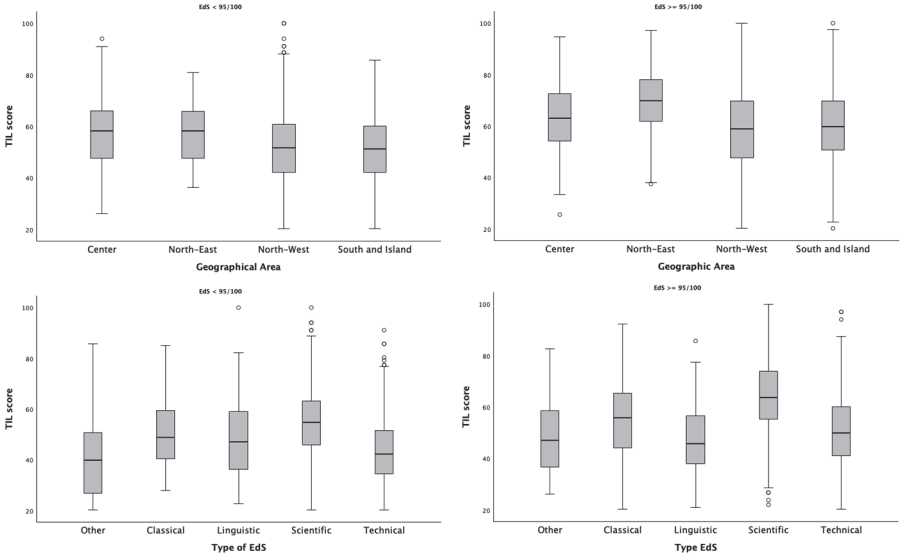 EdS < 95/100
100
80
60
40
20
TIL score
Center North-East North-West South and Island
Geographical Area
EdS >= 95/100
100
80
60
40
20
TIL score
Center North-East North-West South and Island
Geographic Area
EdS < 95/100
100
80
60
40
20
TIL score
Other Classical Linguistic Scientific Technical
Type of EdS
EdS >= 95/100
100
80
60
40
20
TIL score
Other Classical Linguistic Scientific Technical
Type EdS